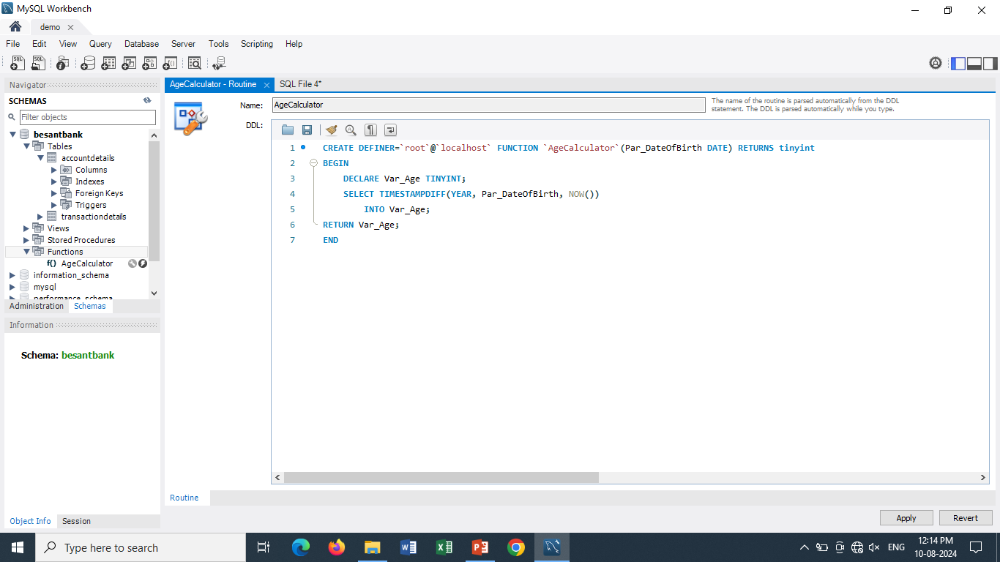 MySQL Workbench
demo
File Edit View Query Database Server Tools Scripting Help
Navigator
SCHEMAS
Filter objects
besantbank
Tables
accountdetails
Columns
Indexes
Foreign Keys
Triggers
transactiondetails
Views
Stored Procedures
Functions
f() AgeCalculator
information_schema
mysql
performance_schema
Administration Schemas
Information
Schema: besantbank
Object Info Session
AgeCalculator - Routine SQL File 4*
Name: AgeCalculator
The name of the routine is parsed automatically from the DDL
statement. The DDL is parsed automatically while you type.
DDL:
1 CREATE DEFINER=`root`@`localhost` FUNCTION `AgeCalculator`(Par_DateOfBirth DATE) RETURNS tinyint
2 BEGIN
3 DECLARE Var_Age TINYINT;
4 SELECT TIMESTAMPDIFF(YEAR, Par_DateOfBirth, NOW())
5 INTO Var_Age;
6 RETURN Var_Age;
7 END
Routine
Apply Revert
Type here to search
ENG
12:14 PM
10-08-2024